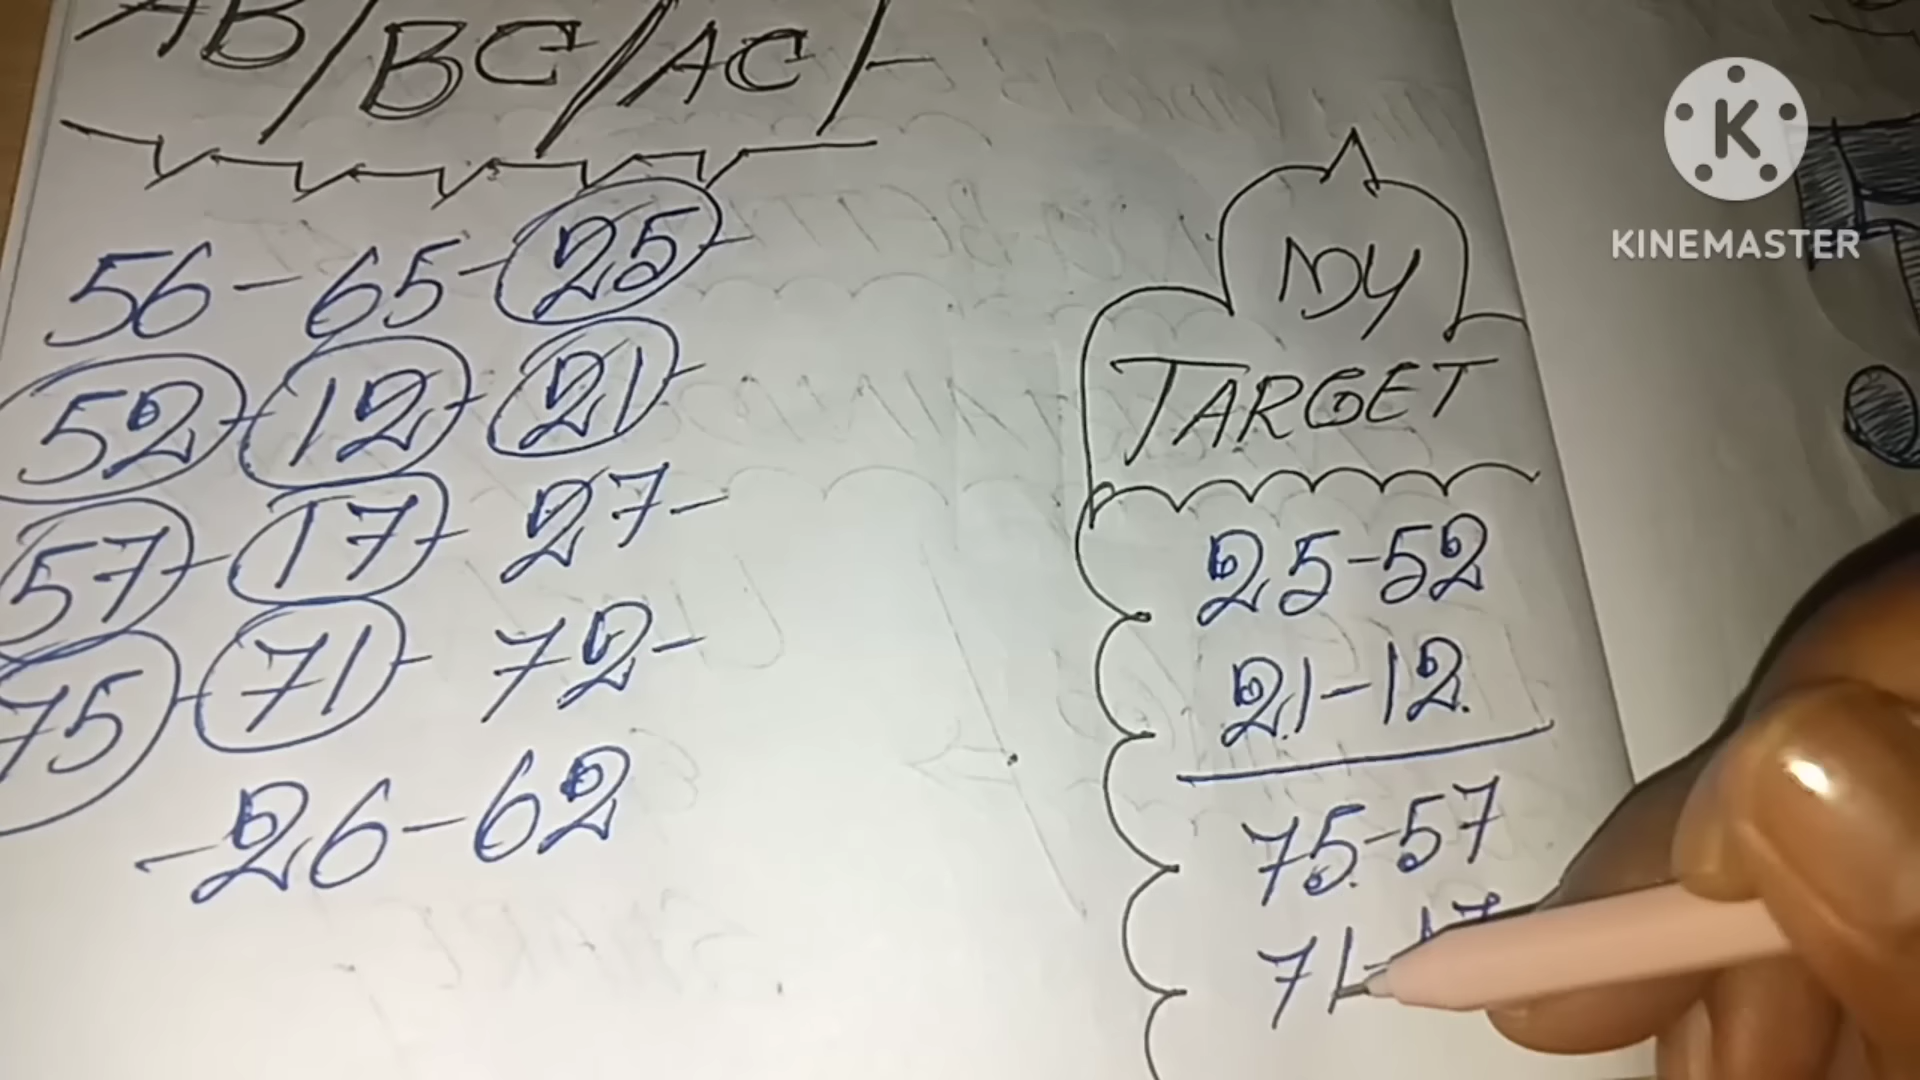 AB/BC/AC/-
56-65-25-
52-12-21-
57-17-27-
75-71-72-
-26-62
MY
TARGET
25-52
21-12
75-57
71-17
K
KINEMASTER